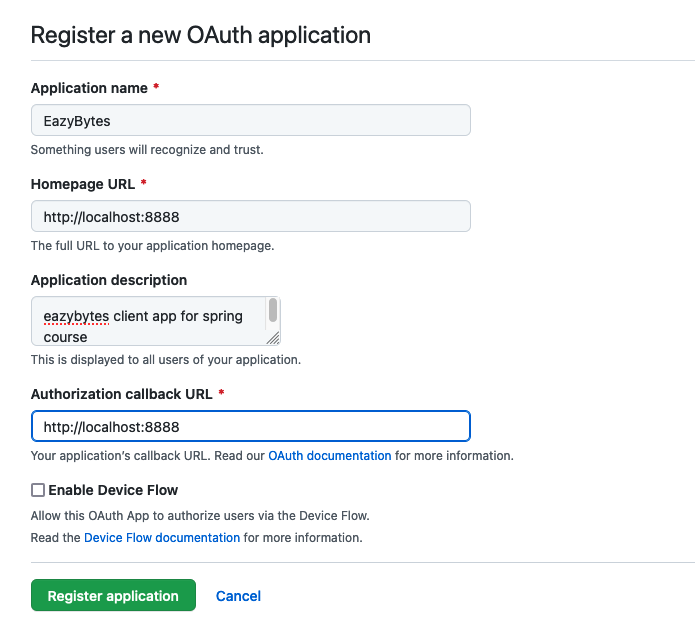 Register a new OAuth application
Application name *
EazyBytes
Something users will recognize and trust.
Homepage URL *
http://localhost:8888
The full URL to your application homepage.
Application description
eazybytes client app for spring
course
This is displayed to all users of your application.
Authorization callback URL *
http://localhost:8888
Your application's callback URL. Read our OAuth documentation for more information.
Enable Device Flow
Allow this OAuth App to authorize users via the Device Flow.
Read the Device Flow documentation for more information.
Register application Cancel